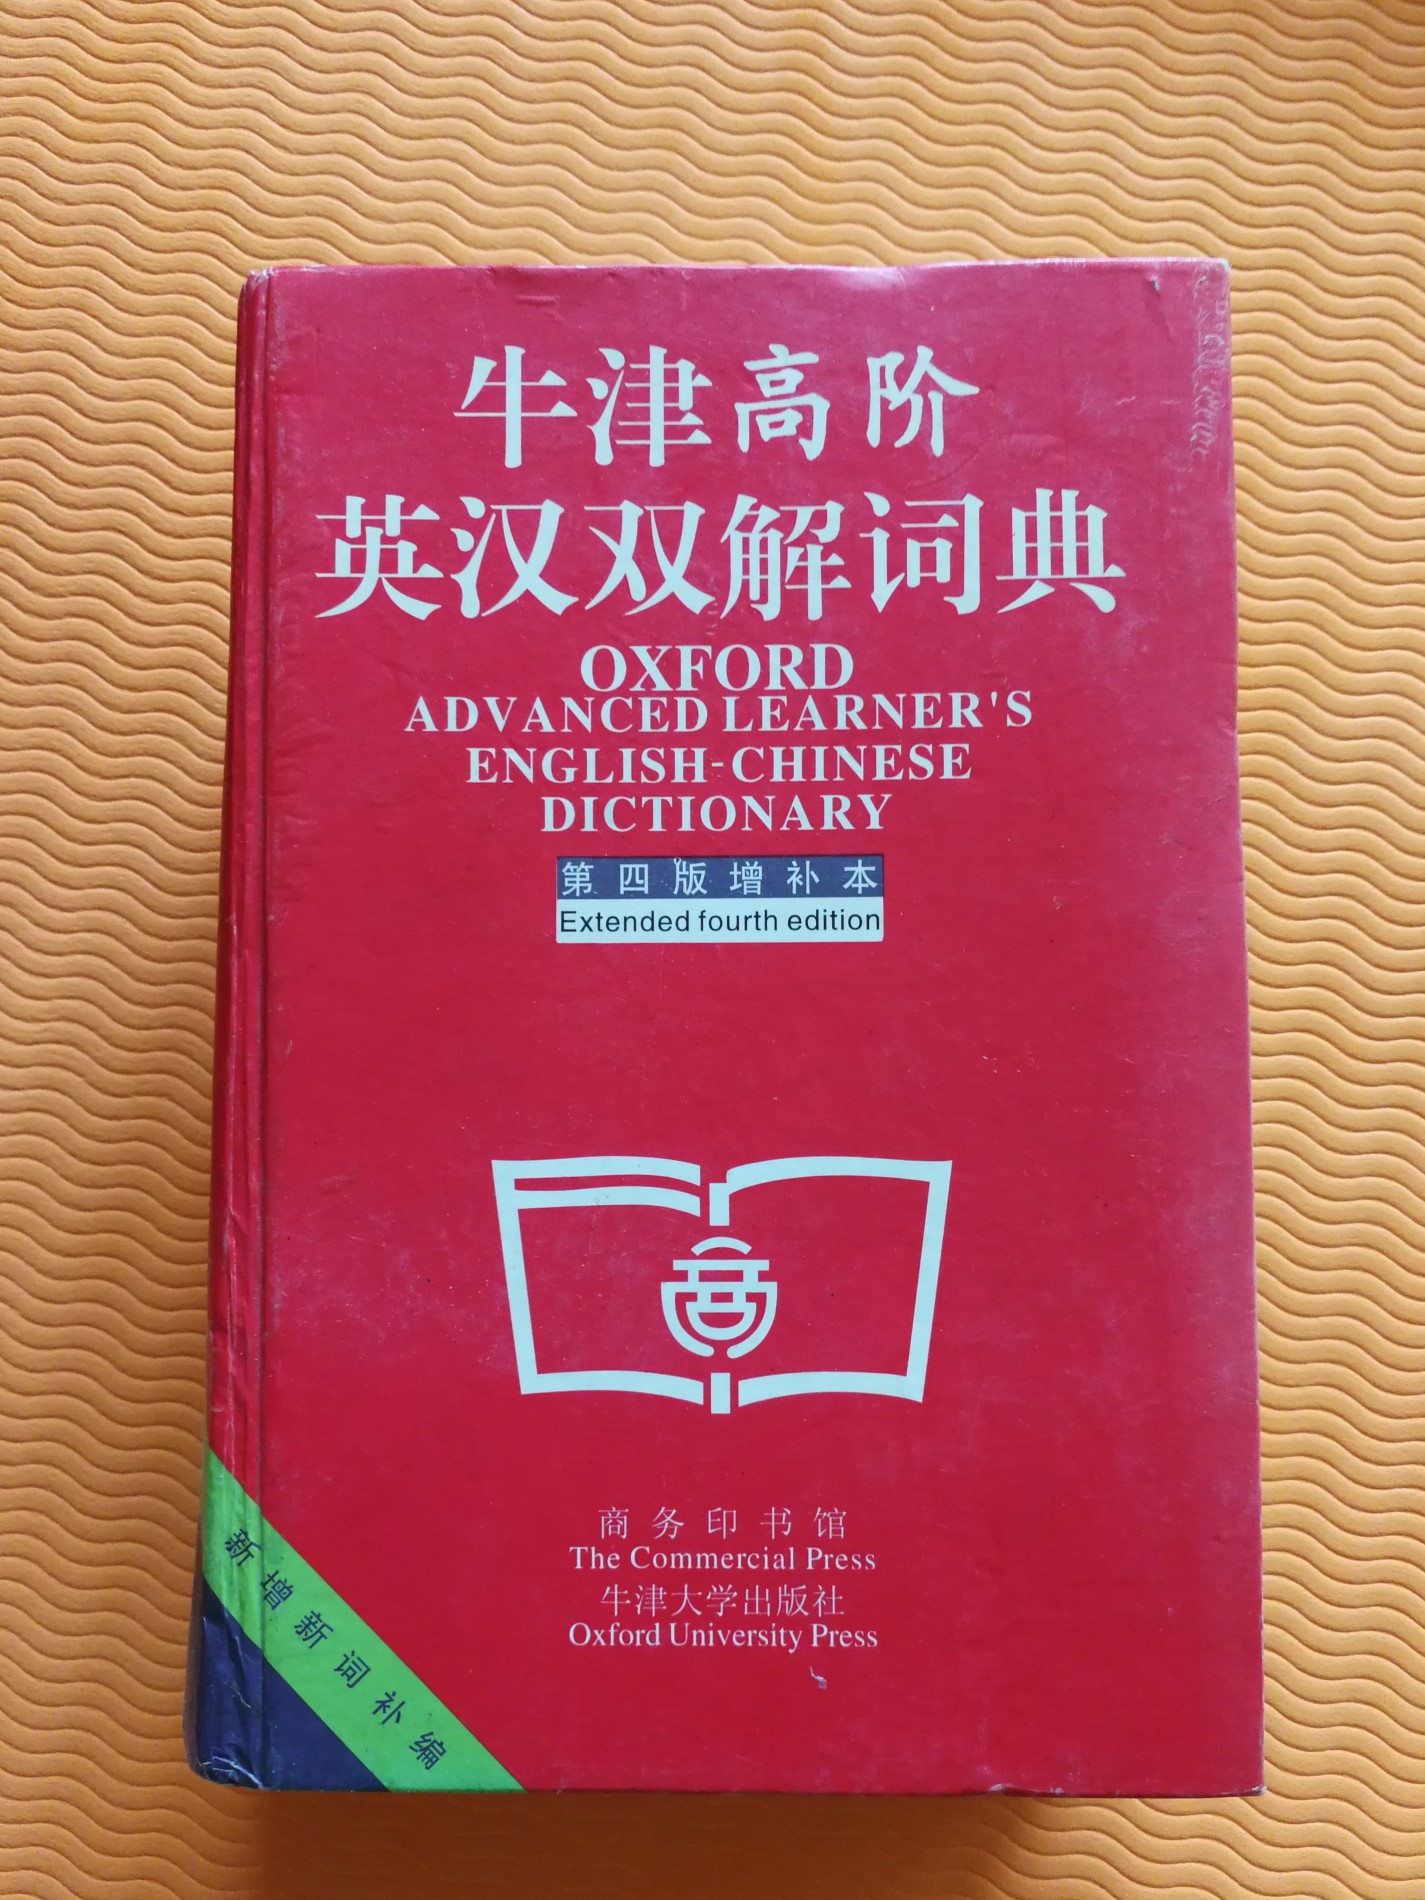 牛津高阶
英汉双解词典
OXFORD
ADVANCED LEARNER'S
ENGLISH-CHINESE
DICTIONARY
第四版增补本
Extended fourth edition
商务印书馆
The Commercial Press
牛津大学出版社
Oxford University Press
新增新词补编